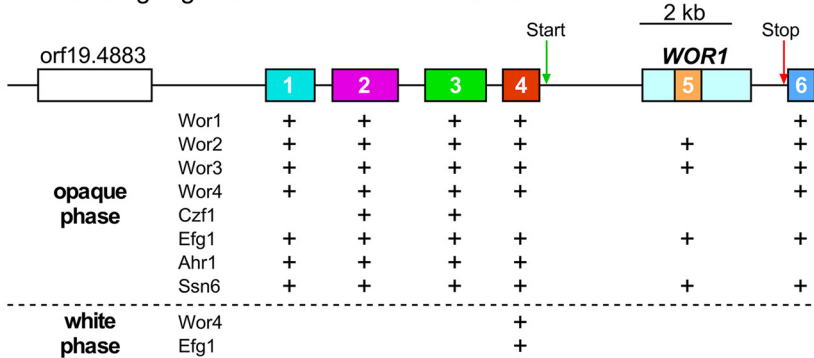 2 kb
Start
Stop
orf19.4883
WOR1
1 2 3 4 5 6
Wor1 + + + + +
Wor2 + + + + + +
Wor3 + + + + + +
opaque phase
Wor4 + + + + +
Czf1 + +
Efg1 + + + + + +
Ahr1 + + + +
Ssn6 + + + + + +
white phase
Wor4 +
Efg1 +